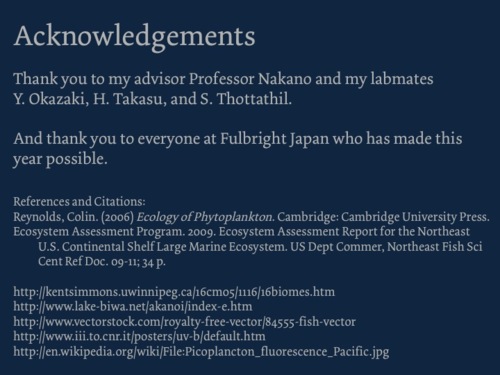 Acknowledgements
Thank you to my advisor Professor Nakano and my labmates
Y. Okazaki, H. Takasu, and S. Thottathil.
And thank you to everyone at Fulbright Japan who has made this
year possible.
References and Citations:
Reynolds, Colin. (2006) Ecology of Phytoplankton. Cambridge: Cambridge University Press.
Ecosystem Assessment Program. 2009. Ecosystem Assessment Report for the Northeast
U.S. Continental Shelf Large Marine Ecosystem. US Dept Commer, Northeast Fish Sci
Cent Ref Doc. 09-11; 34 p.
http://kentsimmons.uwinnipeg.ca/16cm05/1116/16biomes.htm
http://www.lake-biwa.net/akanoi/index-e.htm
http://www.vectorstock.com/royalty-free-vector/84555-fish-vector
http://www.iii.to.cnr.it/posters/uv-b/default.htm
http://en.wikipedia.org/wiki/File:Picoplancton_fluorescence_Pacific.jpg